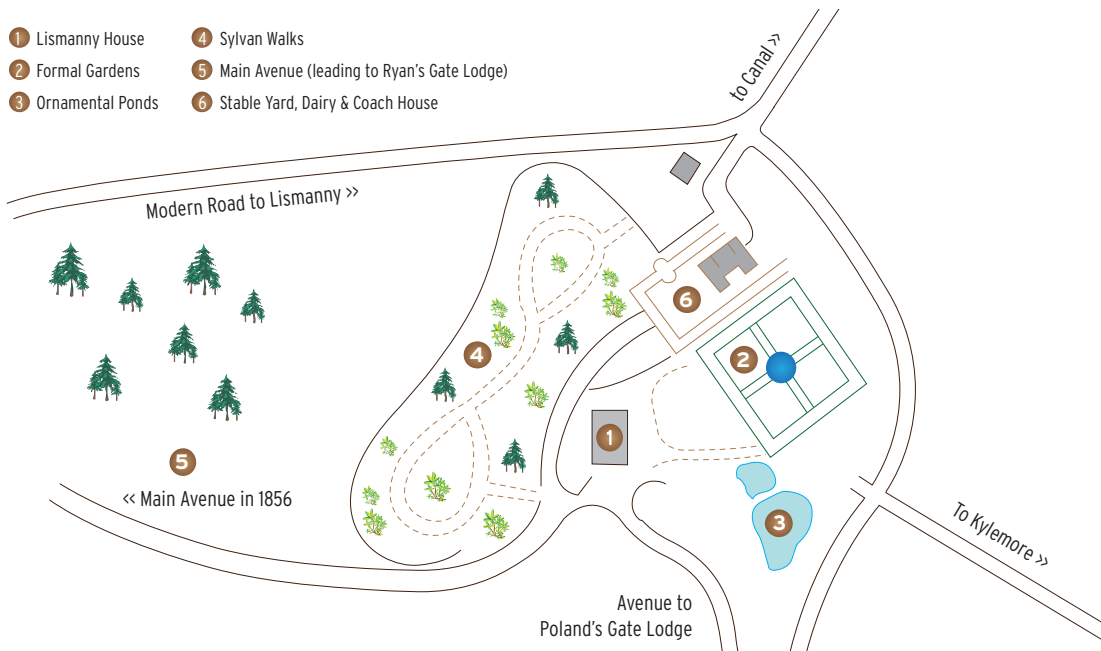 1 Lismanny House
2 Formal Gardens
3 Ornamental Ponds
4 Sylvan Walks
5 Main Avenue (leading to Ryan's Gate Lodge)
6 Stable Yard, Dairy & Coach House
to Canal >>
Modern Road to Lismanny >>
6
2
4
1
5
<< Main Avenue in 1856
3
To Kylemore >>
Avenue to
Poland's Gate Lodge